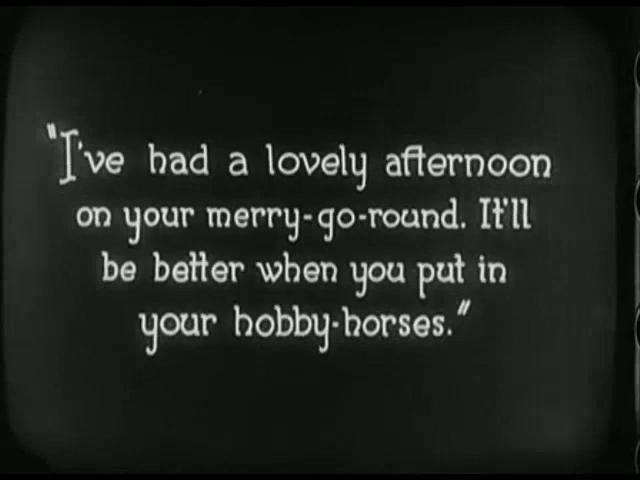 "I've had a lovely afternoon
on your merry-go-round. It'll
be better when you put in
your hobby-horses."